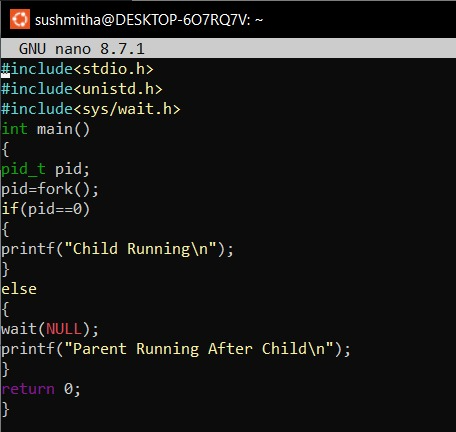 sushmitha@DESKTOP-6O7RQ7V: ~
GNU nano 8.7.1
#include<stdio.h>
#include<unistd.h>
#include<sys/wait.h>
int main()
{
pid_t pid;
pid=fork();
if(pid==0)
{
printf("Child Running\n");
}
else
{
wait(NULL);
printf("Parent Running After Child\n");
}
return 0;
}